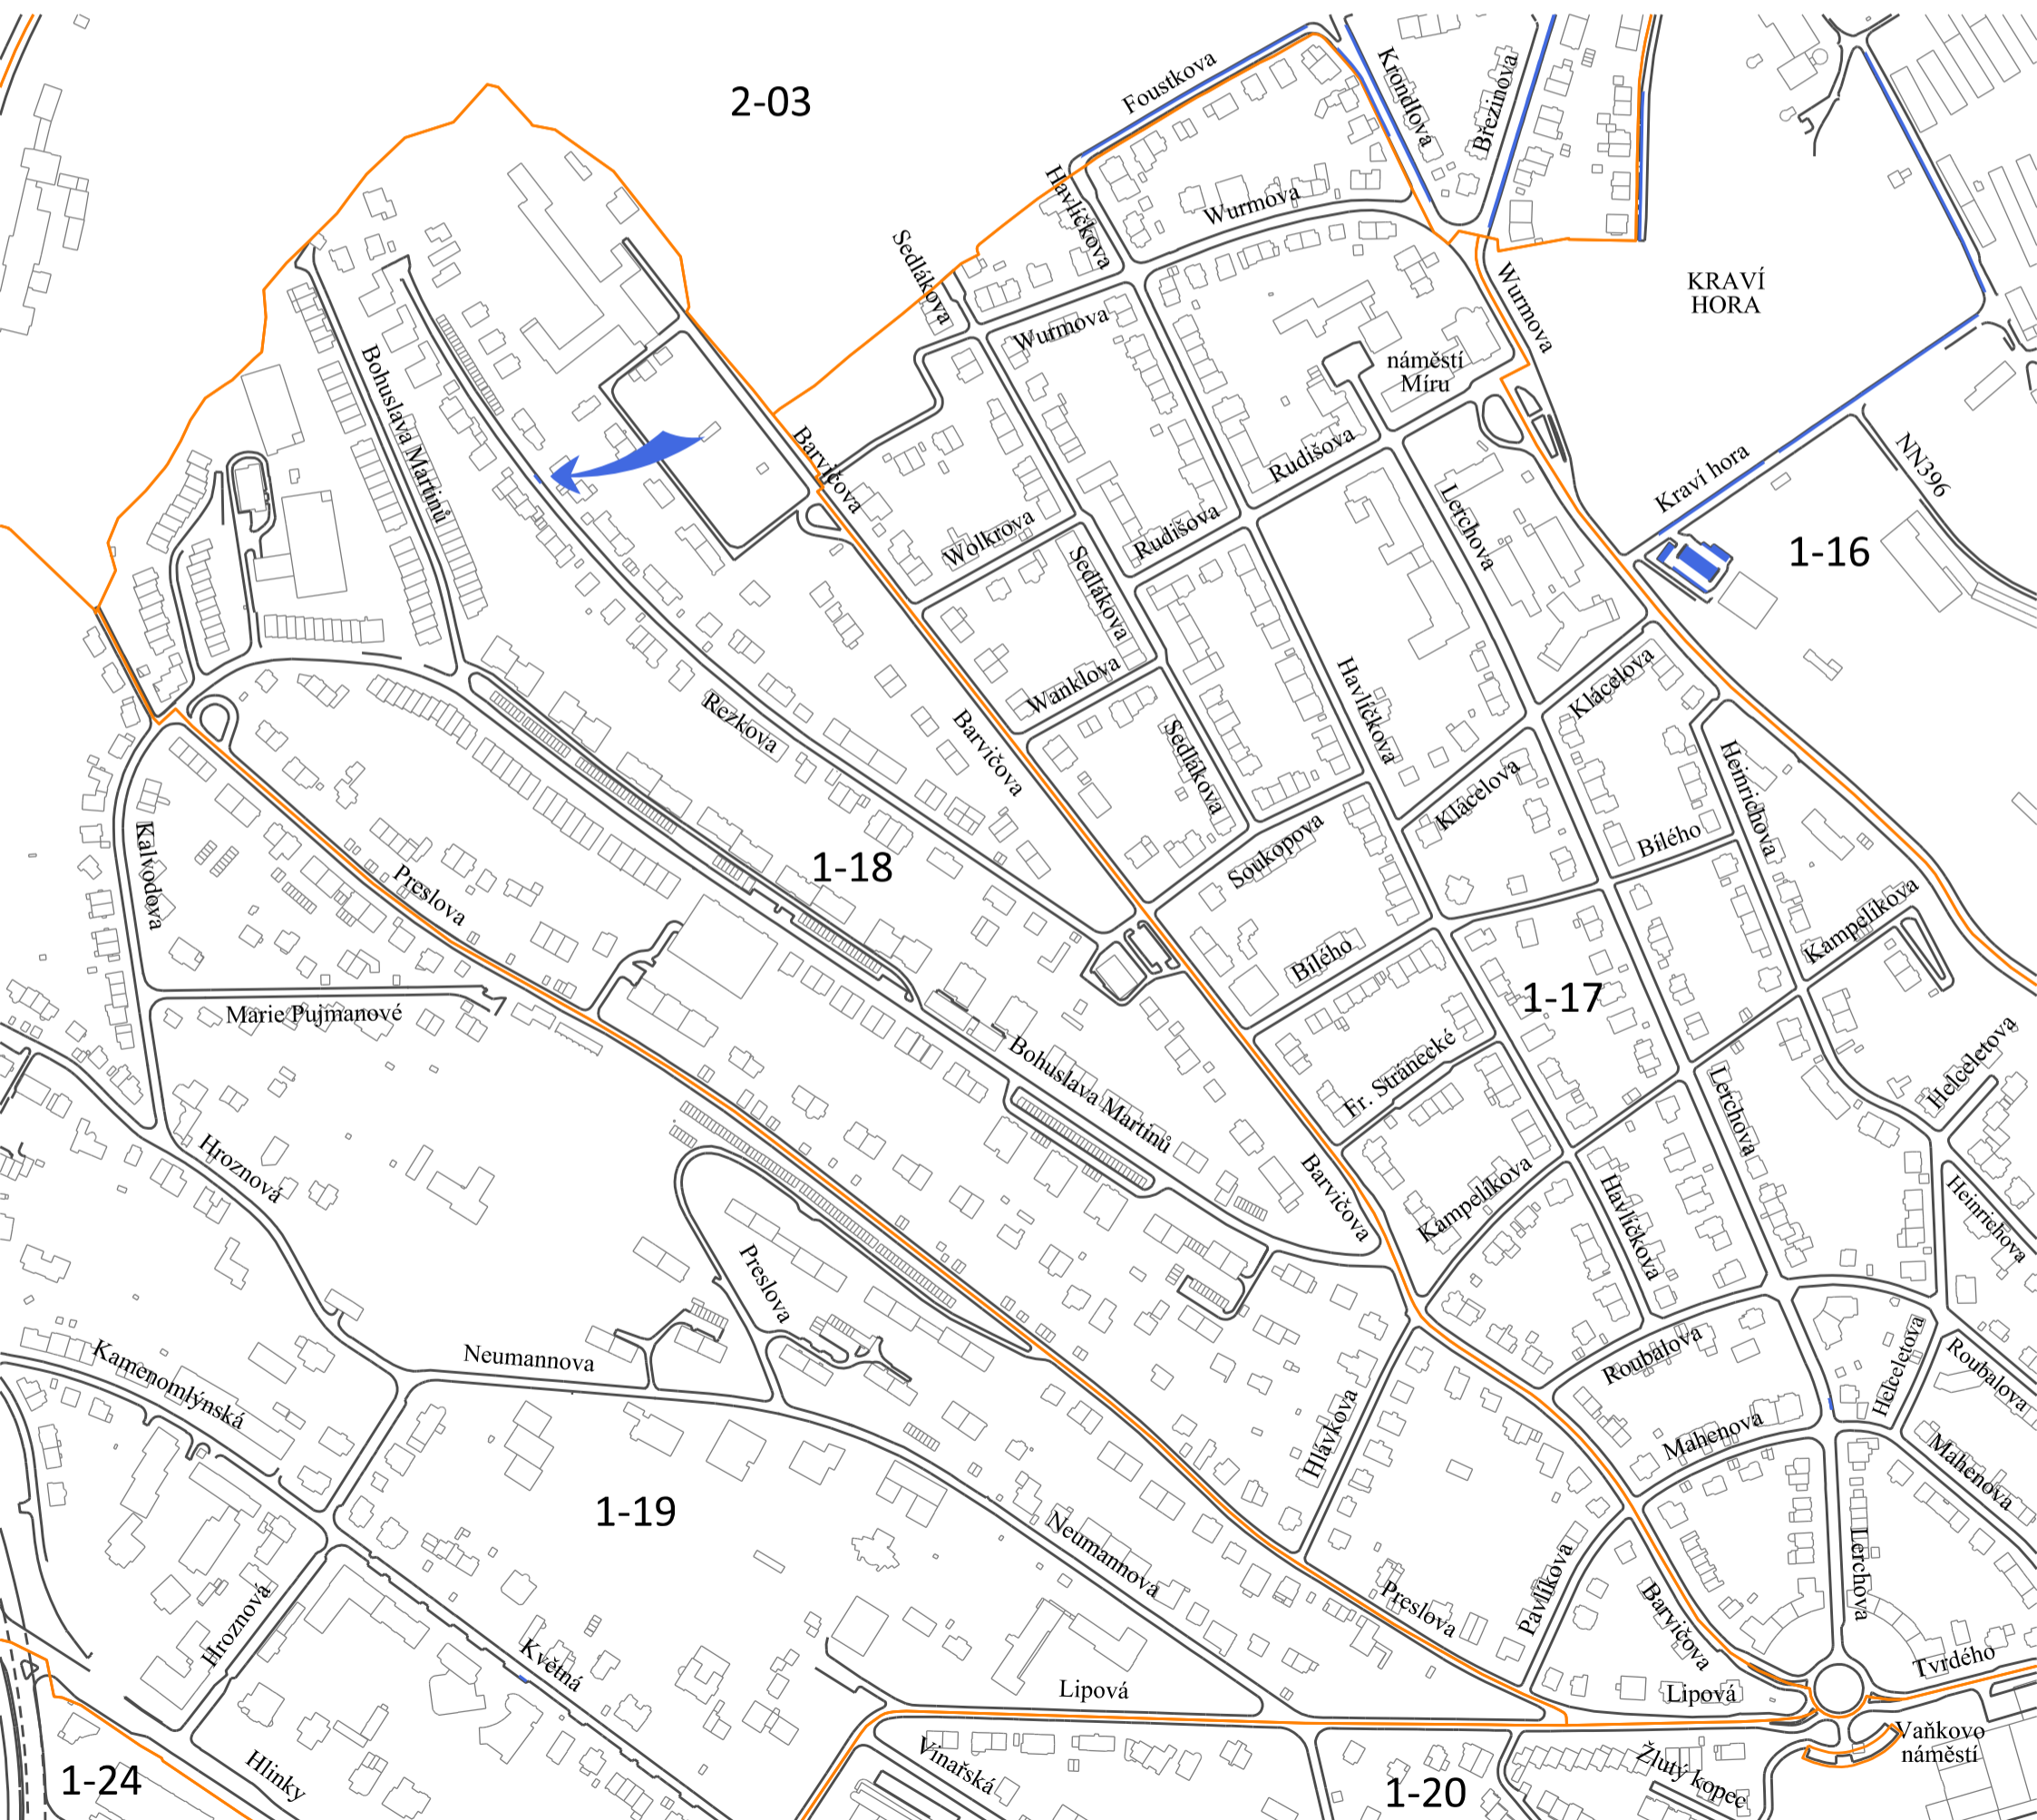 2-03
Foustkova
Krondlova
Březinova
Havlíčkova
Wurmova
Sedlákova
Wurmova
KRAVÍ
HORA
Wurmova
náměstí
Míru
Bohuslava Martinů
Barvičova
Rudišova
Kraví hora
NN396
Lerchova
Wolkrova
Rudišova
1-16
Sedlákova
Wanklova
Klácelova
Havlíčkova
Rezkova
Barvičova
Sedlákova
Klácelova
Heinrichova
Kalvodova
Preslova
1-18
Soukopova
Bílého
Kampelíkova
Bílého
1-17
Marie Pujmanové
Bohuslava Martinů
Fr. Stránecké
Helceletova
Lerchova
Hroznová
Barvičova
Kampelíkova
Havlíčkova
Heinrichova
Preslova
Neumannova
Kamenomlýnská
Roubalova
Helceletova
Roubalova
Hlávkova
Mahenova
Mahenova
1-19
Neumannova
Lerchova
Hroznová
Květná
Preslova
Pavlíkova
Barvičova
Tvrdého
Lipová
Lipová
Vaňkovo
náměstí
1-24
Hlinky
Vinařská
1-20
Žlutý kopec